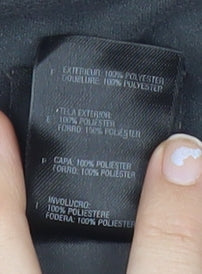 F EXTERIEUR: 100% POLYESTER
DOUBLURE: 100% POLYESTER
TELA EXTERIOR:
E 100% POLIÉSTER
FORRO: 100% POLIÉSTER
P CAPA: 100% POLIÉSTER
FORRO: 100% POLIÉSTER
INVOLUCRO:
I 100% POLIESTERE
FODERA: 100% POLIESTERE